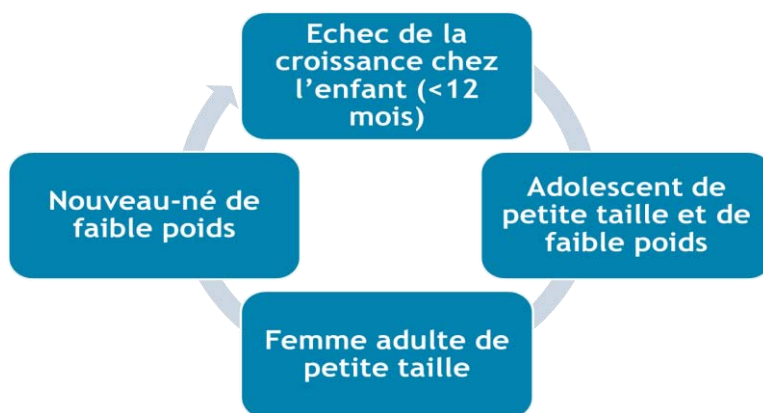 Echec de la
croissance chez
l’enfant (<12
mois)
Adolescent de
petite taille et de
faible poids
Femme adulte de
petite taille
Nouveau-né de
faible poids